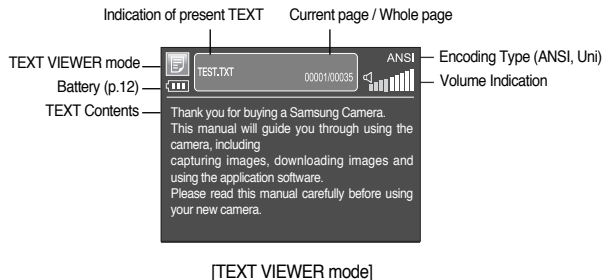 Indication of present TEXT
Current page / Whole page
TEXT VIEWER mode
ANSI
Encoding Type (ANSI, Uni)
TEST.TXT
00001/00035
Battery (p.12)
Volume Indication
TEXT Contents
Thank you for buying a Samsung Camera.
This manual will guide you through using the
camera, including
capturing images, downloading images and
using the application software.
Please read this manual carefully before using
your new camera.
[TEXT VIEWER mode]